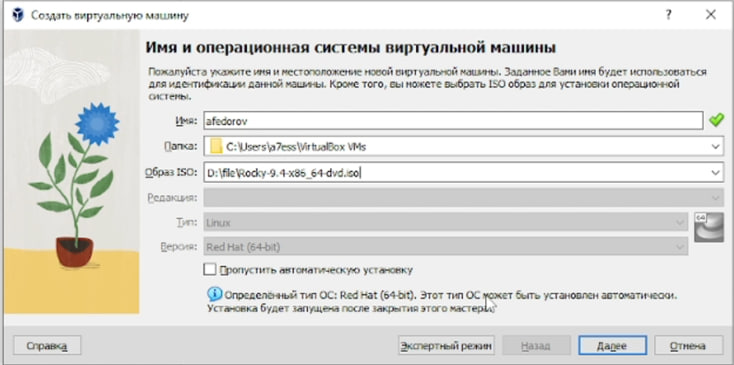 Создать виртуальную машину
?
Имя и операционная системы виртуальной машины
Пожалуйста укажите имя и местоположение новой виртуальной машины. Заданное Вами имя будет использоваться
для идентификации данной машины. Кроме того, вы можете выбрать ISO образ для установки операционной
системы.
Имя: afedorov
Папка: C:\Users\a7ess\VirtualBox VMs
Образ ISO: D:\file\Rocky-9.4-x86_64-dvd.iso
Редакция:
Тип: Linux
64
Версия: Red Hat (64-bit)
Пропустить автоматическую установку
Определённый тип ОС: Red Hat (64-bit). Этот тип ОС может быть установлен автоматически.
Установка будет запущена после закрытия этого мастера.
Справка Экспертный режим Назад Далее Отмена